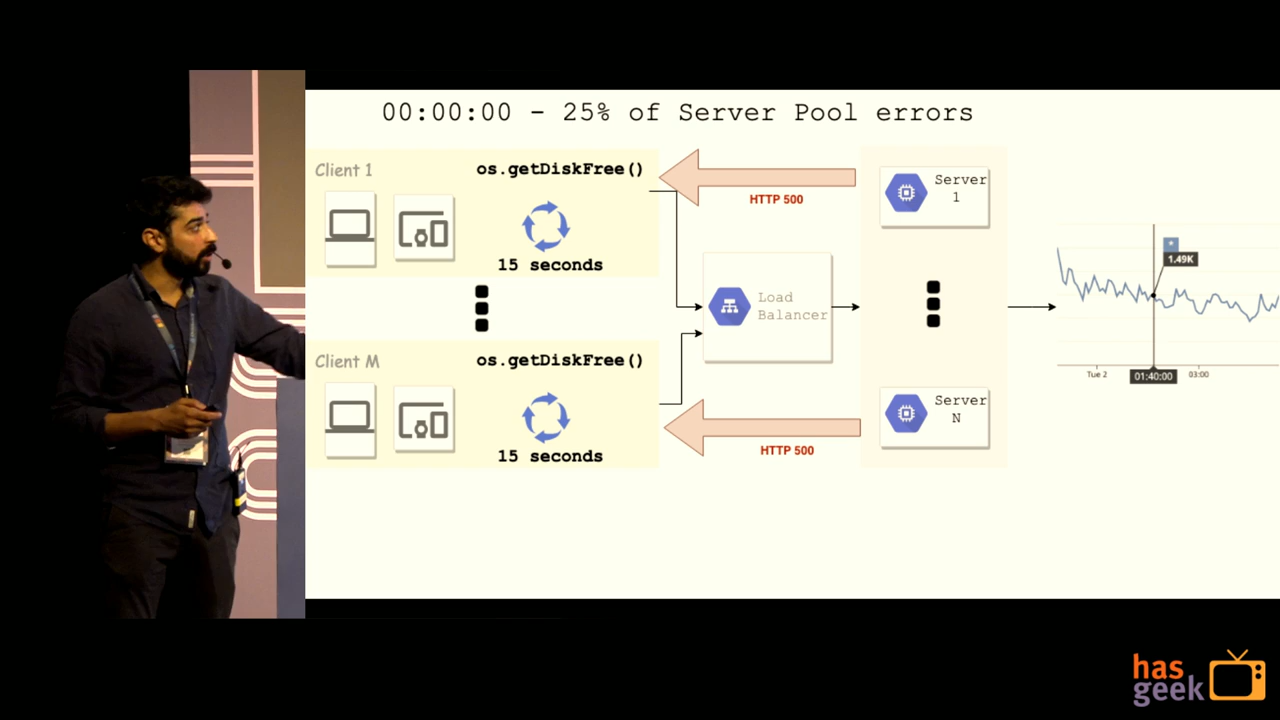 00:00:00 - 25% of Server Pool errors
Client 1
os.getDiskFree()
15 seconds
HTTP 500
Server
1
Load
Balancer
Client M
os.getDiskFree()
15 seconds
HTTP 500
Server
N
*
1.49K
Tue 2
01:40:00
03:00
has
geek